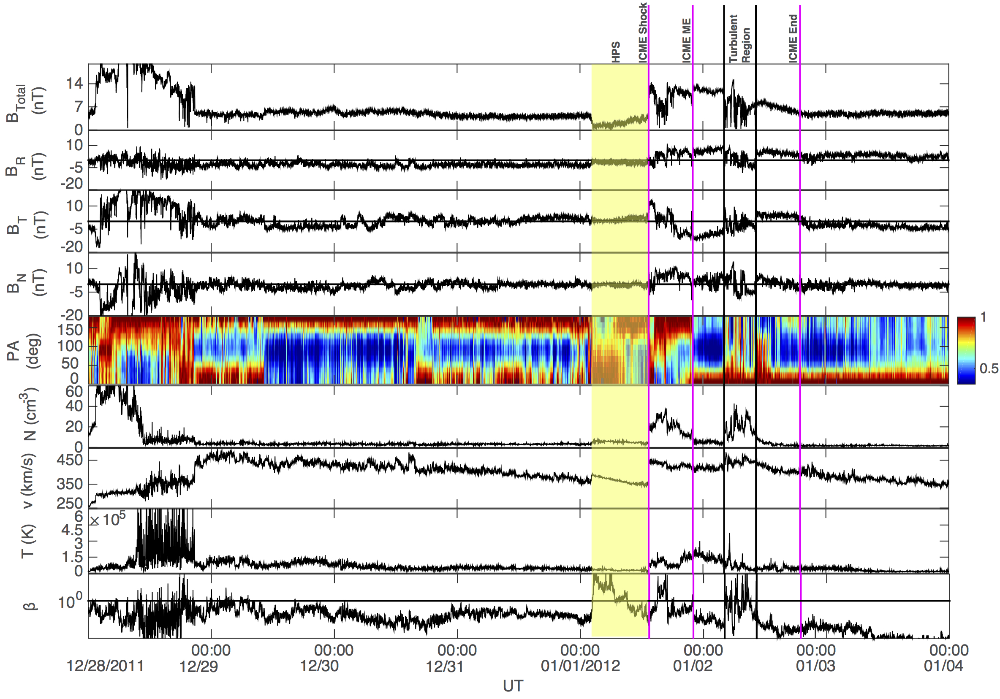 HPS
ICME Shock
ICME ME
Turbulent
Region
ICME End
B_Total
(nT)
14
7
0
B_R
(nT)
10
-5
-20
B_T
(nT)
10
-5
-20
B_N
(nT)
10
-5
-20
PA
(deg)
150
100
50
0
1
0.5
N (cm^-3)
60
40
20
0
v (km/s)
450
350
250
T (K)
×10^5
6
4.5
3
1.5
0
β
10^0
00:00 00:00 00:00 00:00 00:00 00:00 00:00
12/28/2011 12/29 12/30 12/31 01/01/2012 01/02 01/03 01/04
UT